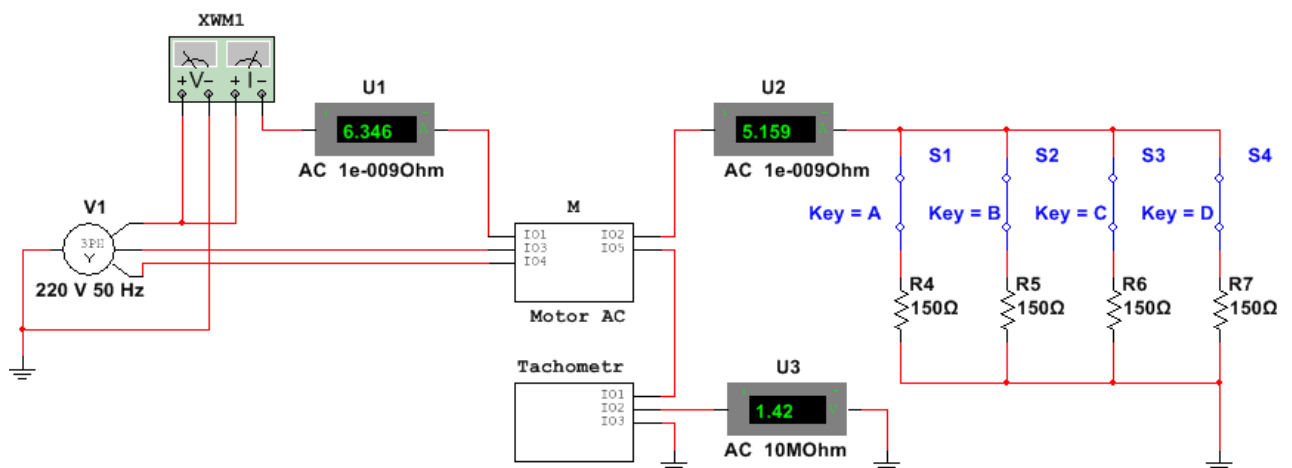 XWM1
+V- +I-
U1
6.346
A
AC 1e-009Ohm
U2
5.159
A
AC 1e-009Ohm
S1 S2 S3 S4
Key = A Key = B Key = C Key = D
V1
3PH
Y
220 V 50 Hz
M
IO1 IO2
IO3 IO5
IO4
Motor AC
R4 R5 R6 R7
150Ω 150Ω 150Ω 150Ω
Tachometr
IO1
IO2
IO3
U3
1.42
V
AC 10MOhm